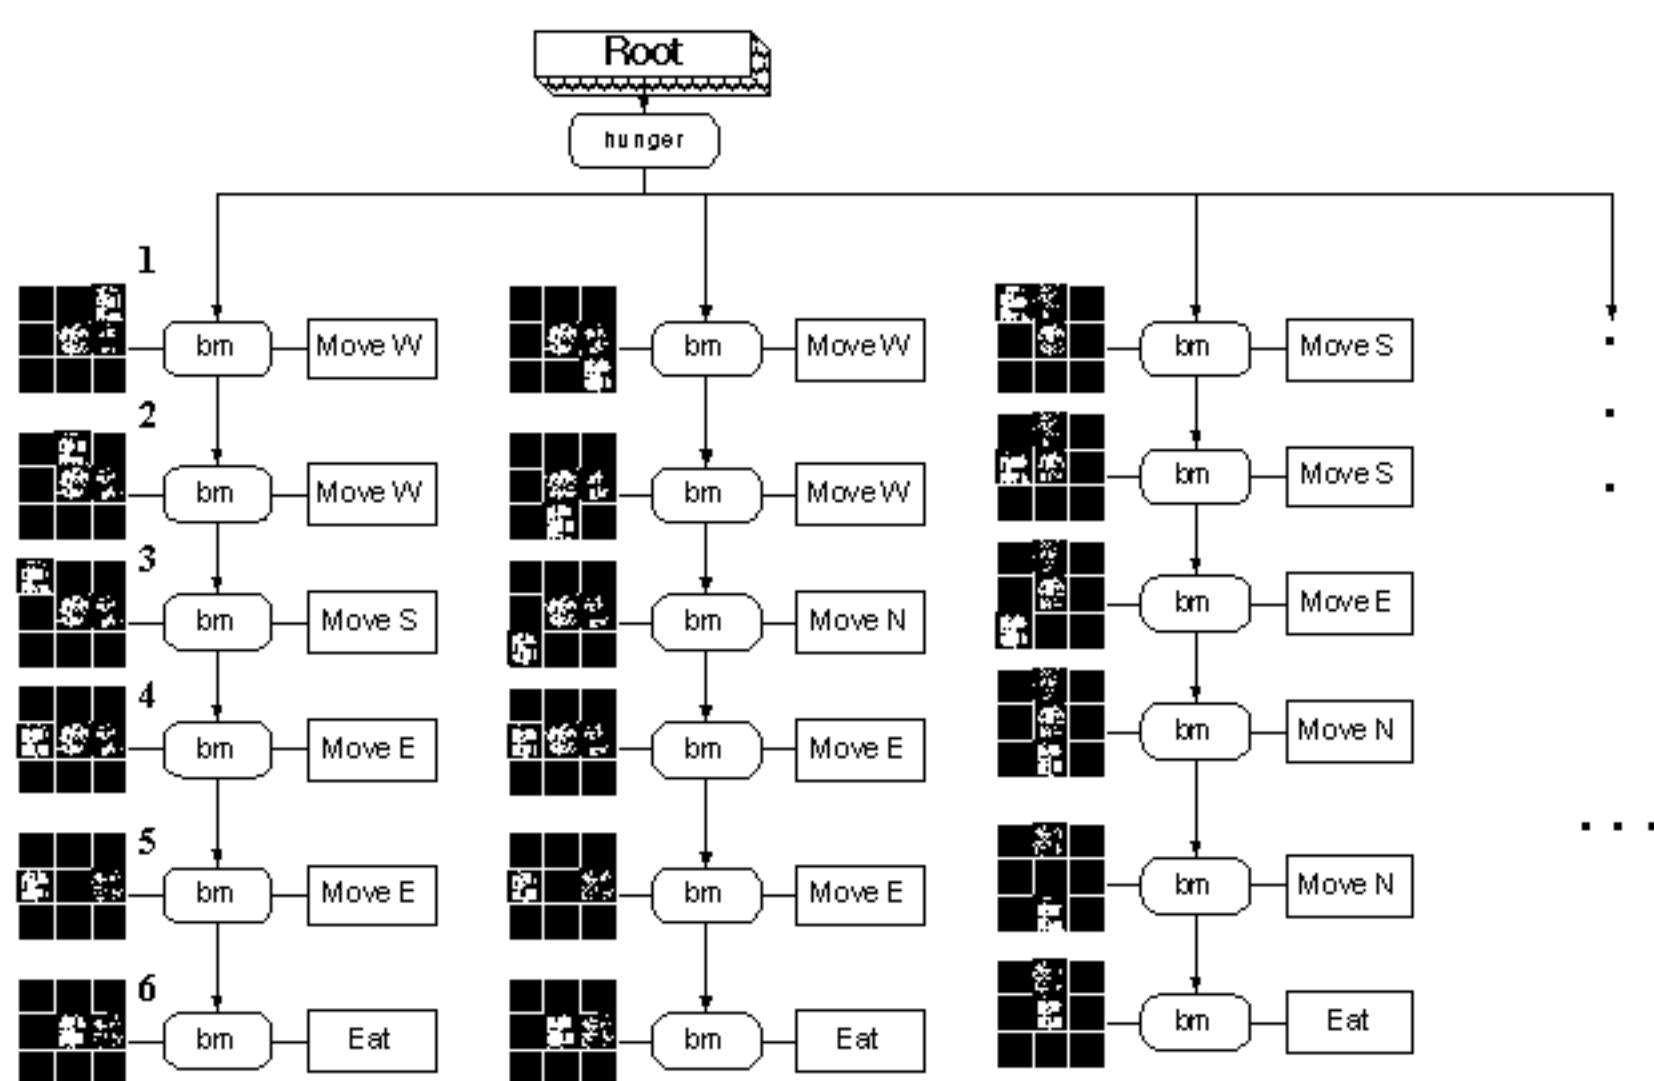 Root
hunger
1
bm Move W bm Move W bm Move S
2
bm Move W bm Move W bm Move S
3
bm Move S bm Move N bm Move E
4
bm Move E bm Move E bm Move N
5
bm Move E bm Move E bm Move N
6
bm Eat bm Eat bm Eat